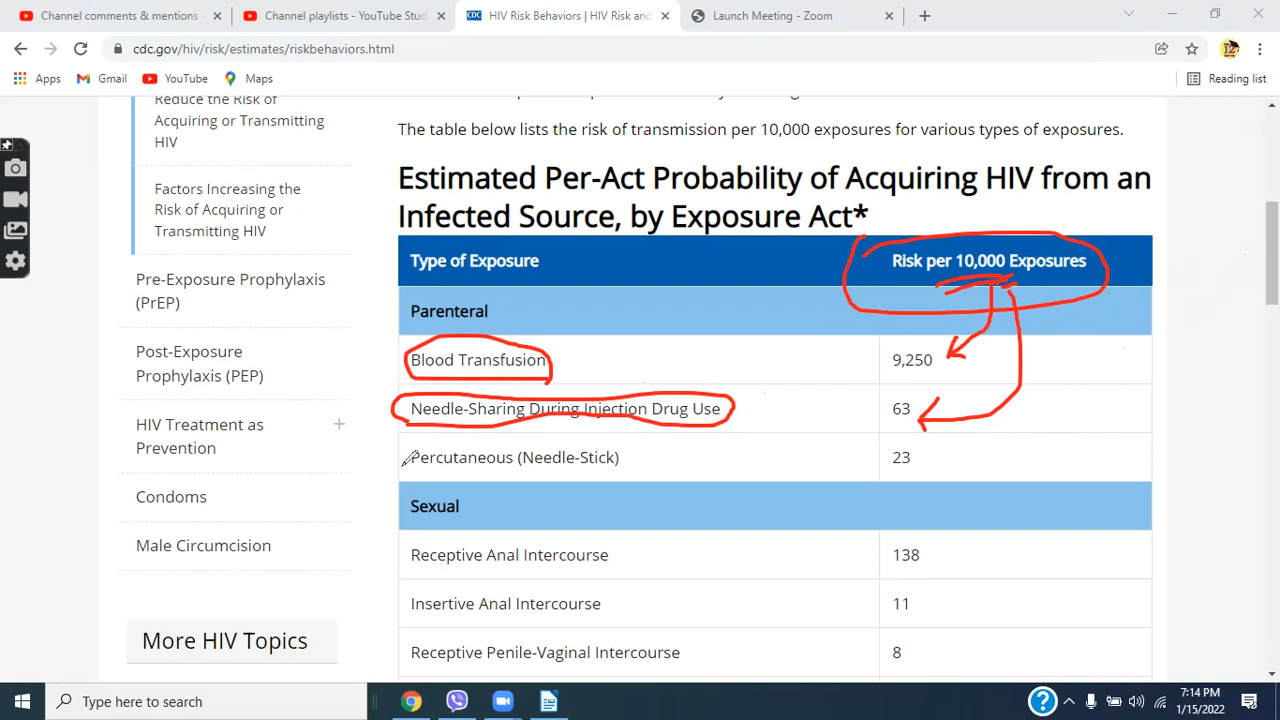 Channel comments & mentions -
Channel playlists - YouTube Stud
CDC
HIV Risk Behaviors | HIV Risk and
Launch Meeting - Zoom
cdc.gov/hiv/risk/estimates/riskbehaviors.html
Apps
Gmail
YouTube
Maps
Reading list
Reduce the Risk of
Acquiring or Transmitting
HIV
Factors Increasing the
Risk of Acquiring or
Transmitting HIV
Pre-Exposure Prophylaxis
(PrEP)
Post-Exposure
Prophylaxis (PEP)
HIV Treatment as
Prevention
Condoms
Male Circumcision
More HIV Topics
The table below lists the risk of transmission per 10,000 exposures for various types of exposures.
Estimated Per-Act Probability of Acquiring HIV from an
Infected Source, by Exposure Act*
Type of Exposure
Risk per 10,000 Exposures
Parenteral
Blood Transfusion
9,250
Needle-Sharing During Injection Drug Use
63
Percutaneous (Needle-Stick)
23
Sexual
Receptive Anal Intercourse
138
Insertive Anal Intercourse
11
Receptive Penile-Vaginal Intercourse
8
Type here to search
7:14 PM
1/15/2022